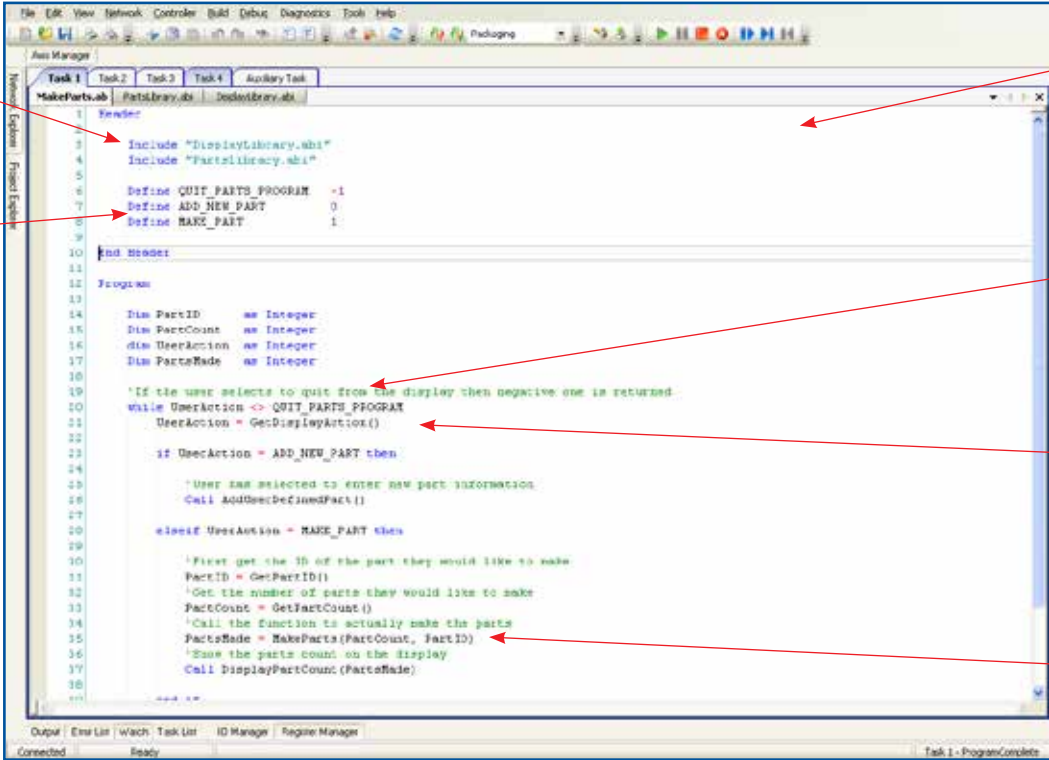 File Edit View Network Controller Build Debug Diagnostics Tools Help
Packaging
Axis Manager
Network Explorer
Project Explorer
Task 1 Task 2 Task 3 Task 4 Auxiliary Task
MakeParts.ab PartsLibrary.abi DisplayLibrary.abi
1 Header
2
3 Include "DisplayLibrary.abi"
4 Include "PartsLibrary.abi"
5
6 Define QUIT_PARTS_PROGRAM -1
7 Define ADD_NEW_PART 0
8 Define MAKE_PART 1
9
10 End Header
11
12 Program
13
14 Dim PartID as Integer
15 Dim PartCount as Integer
16 dim UserAction as Integer
17 Dim PartsMade as Integer
18
19 'If the user selects to quit from the display then negative one is returned
20 while UserAction <> QUIT_PARTS_PROGRAM
21 UserAction = GetDisplayAction()
22
23 if UserAction = ADD_NEW_PART then
24
25 'User has selected to enter new part information
26 Call AddUserDefinedPart()
27
28 elseif UserAction = MAKE_PART then
29
30 'First get the ID of the part they would like to make
31 PartID = GetPartID()
32 'Get the number of parts they would like to make
33 PartCount = GetPartCount()
34 'Call the function to actually make the parts
35 PartsMade = MakeParts(PartCount, PartID)
36 'Show the parts count on the display
37 Call DisplayPartCount(PartsMade)
38
end if
Output Error List Watch Task List IO Manager Register Manager
Connected Ready Task 1 - ProgramComplete